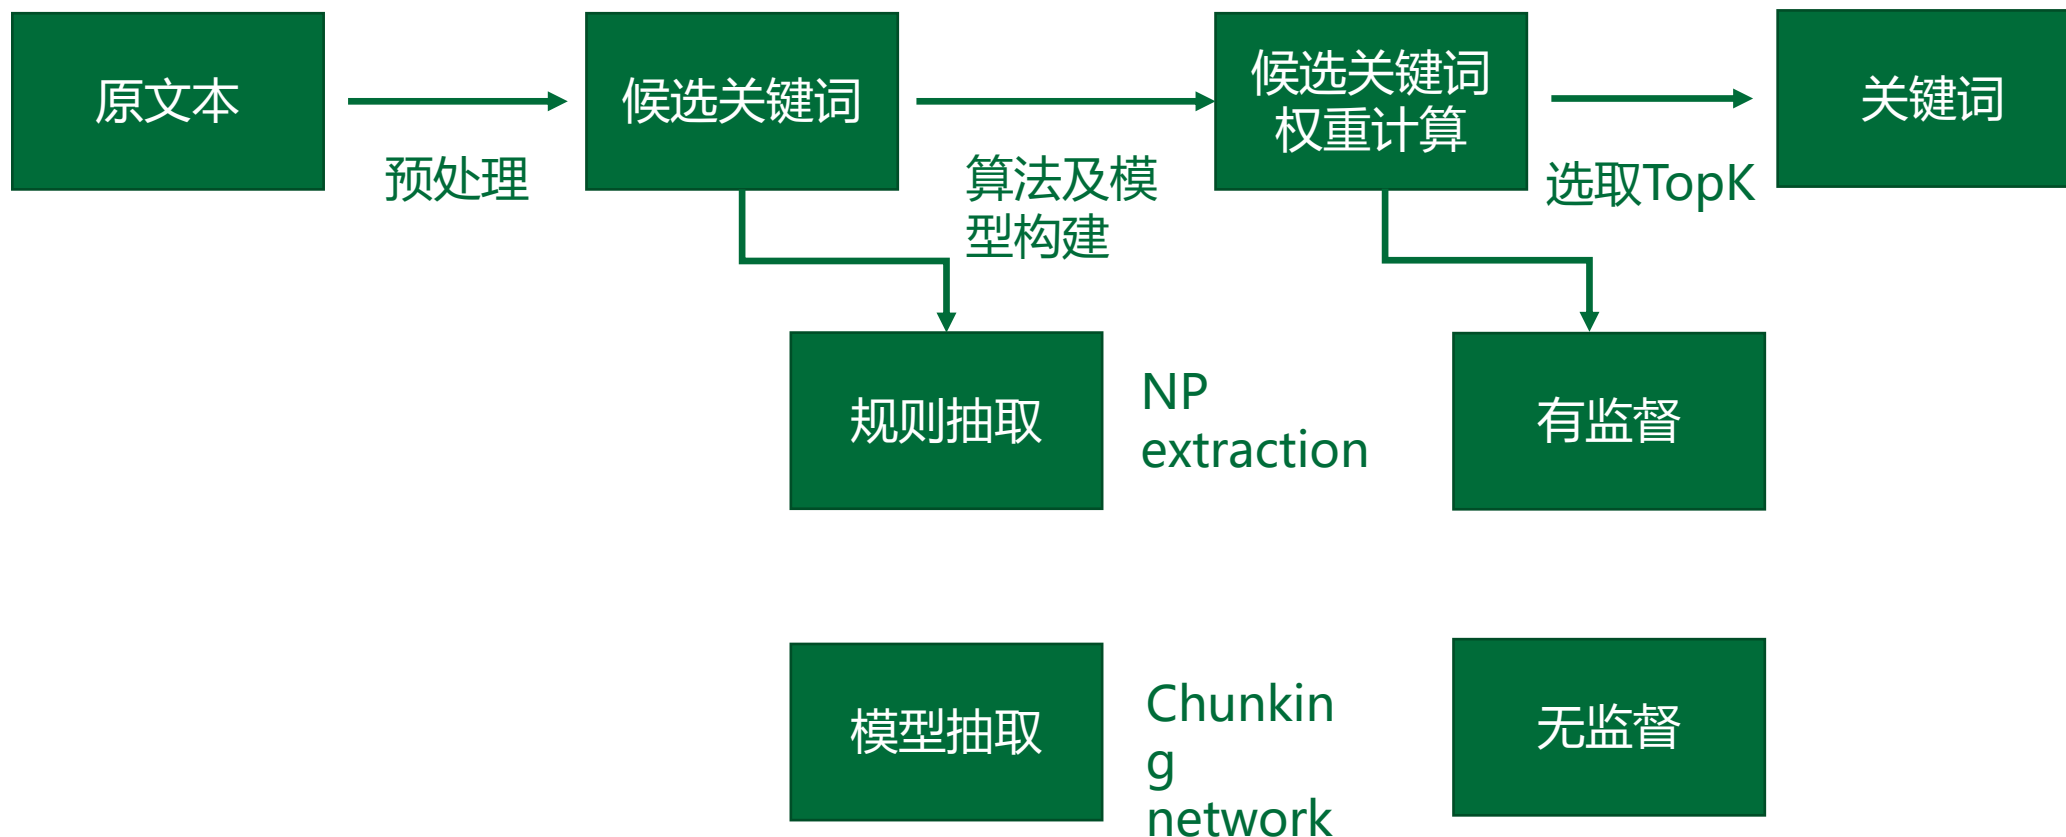 原文本
预处理
候选关键词
算法及模
型构建
候选关键词
权重计算
选取TopK
关键词
规则抽取
NP
extraction
有监督
模型抽取
Chunkin
g
network
无监督